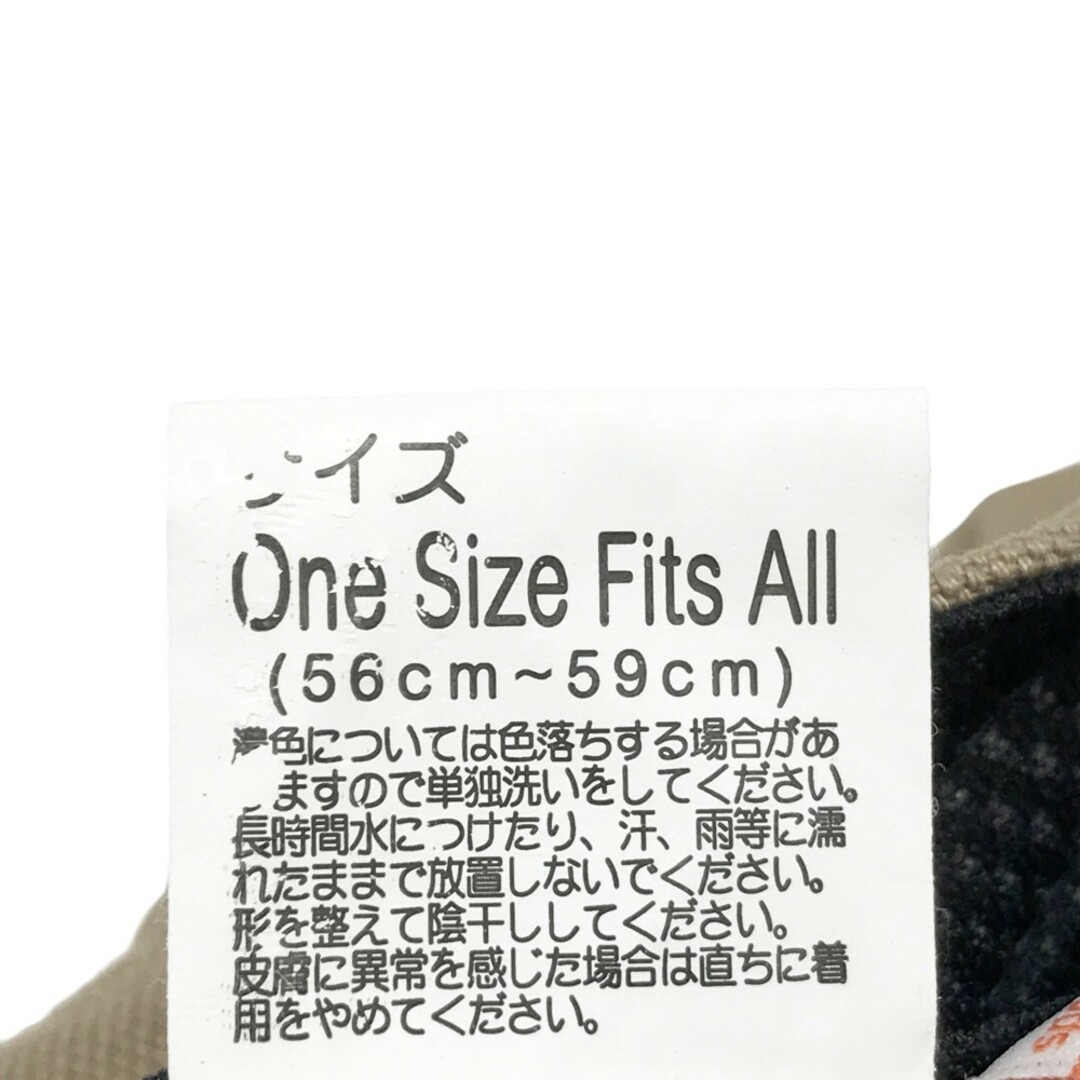 サイズ
One Size Fits All
(56cm~59cm)
濃色については色落ちする場合があ
りますので単独洗いをしてください。
長時間水につけたり、汗、雨等に濡
れたままで放置しないでください。
形を整えて陰干ししてください。
皮膚に異常を感じた場合は直ちに着
用をやめてください。